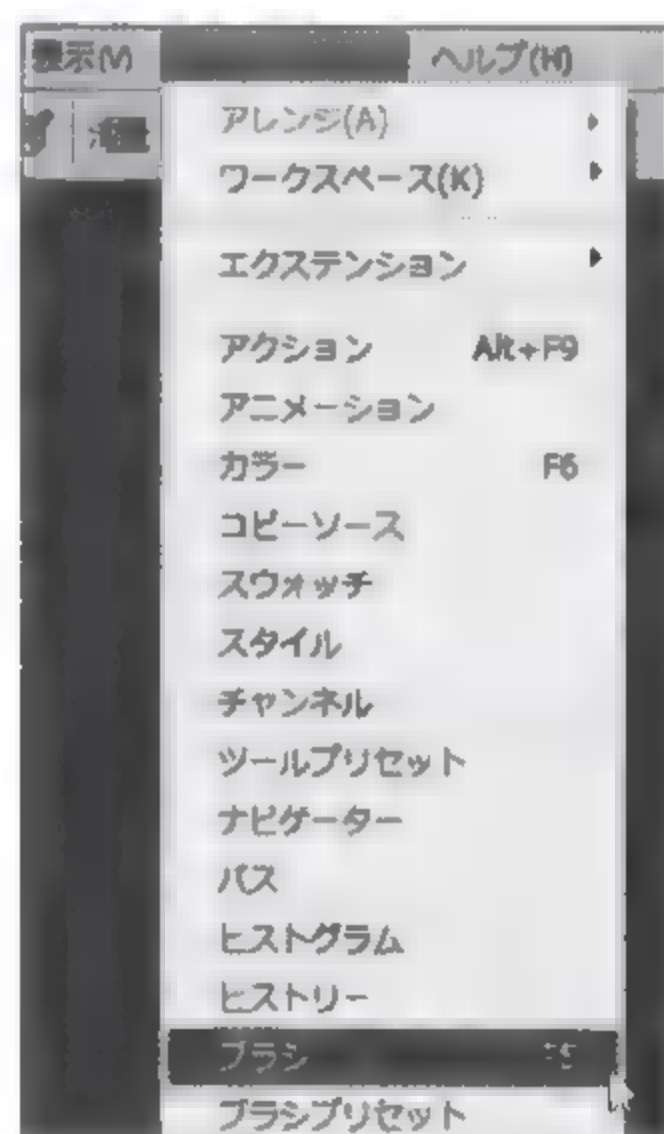 表示(V) ヘルプ(H)
アレンジ(A)
ワークスペース(K)
エクステンション
アクション Alt+F9
アニメーション
カラー F6
コピーソース
スウォッチ
スタイル
チャンネル
ツールプリセット
ナビゲーター
パス
ヒストグラム
ヒストリー
ブラシ F5
ブラシプリセット